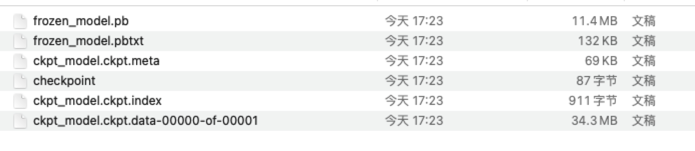 frozen_model.pb 今天 17:23 11.4 MB 文稿
frozen_model.pbtxt 今天 17:23 132 KB 文稿
ckpt_model.ckpt.meta 今天 17:23 69 KB 文稿
checkpoint 今天 17:23 87 字节 文稿
ckpt_model.ckpt.index 今天 17:23 911 字节 文稿
ckpt_model.ckpt.data-00000-of-00001 今天 17:23 34.3 MB 文稿